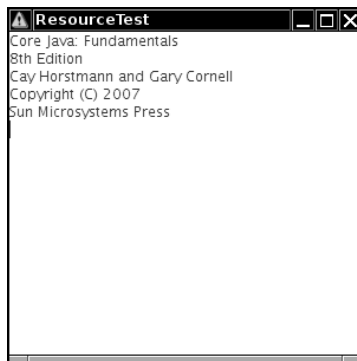 ResourceTest
Core Java: Fundamentals
8th Edition
Cay Horstmann and Gary Cornell
Copyright (C) 2007
Sun Microsystems Press